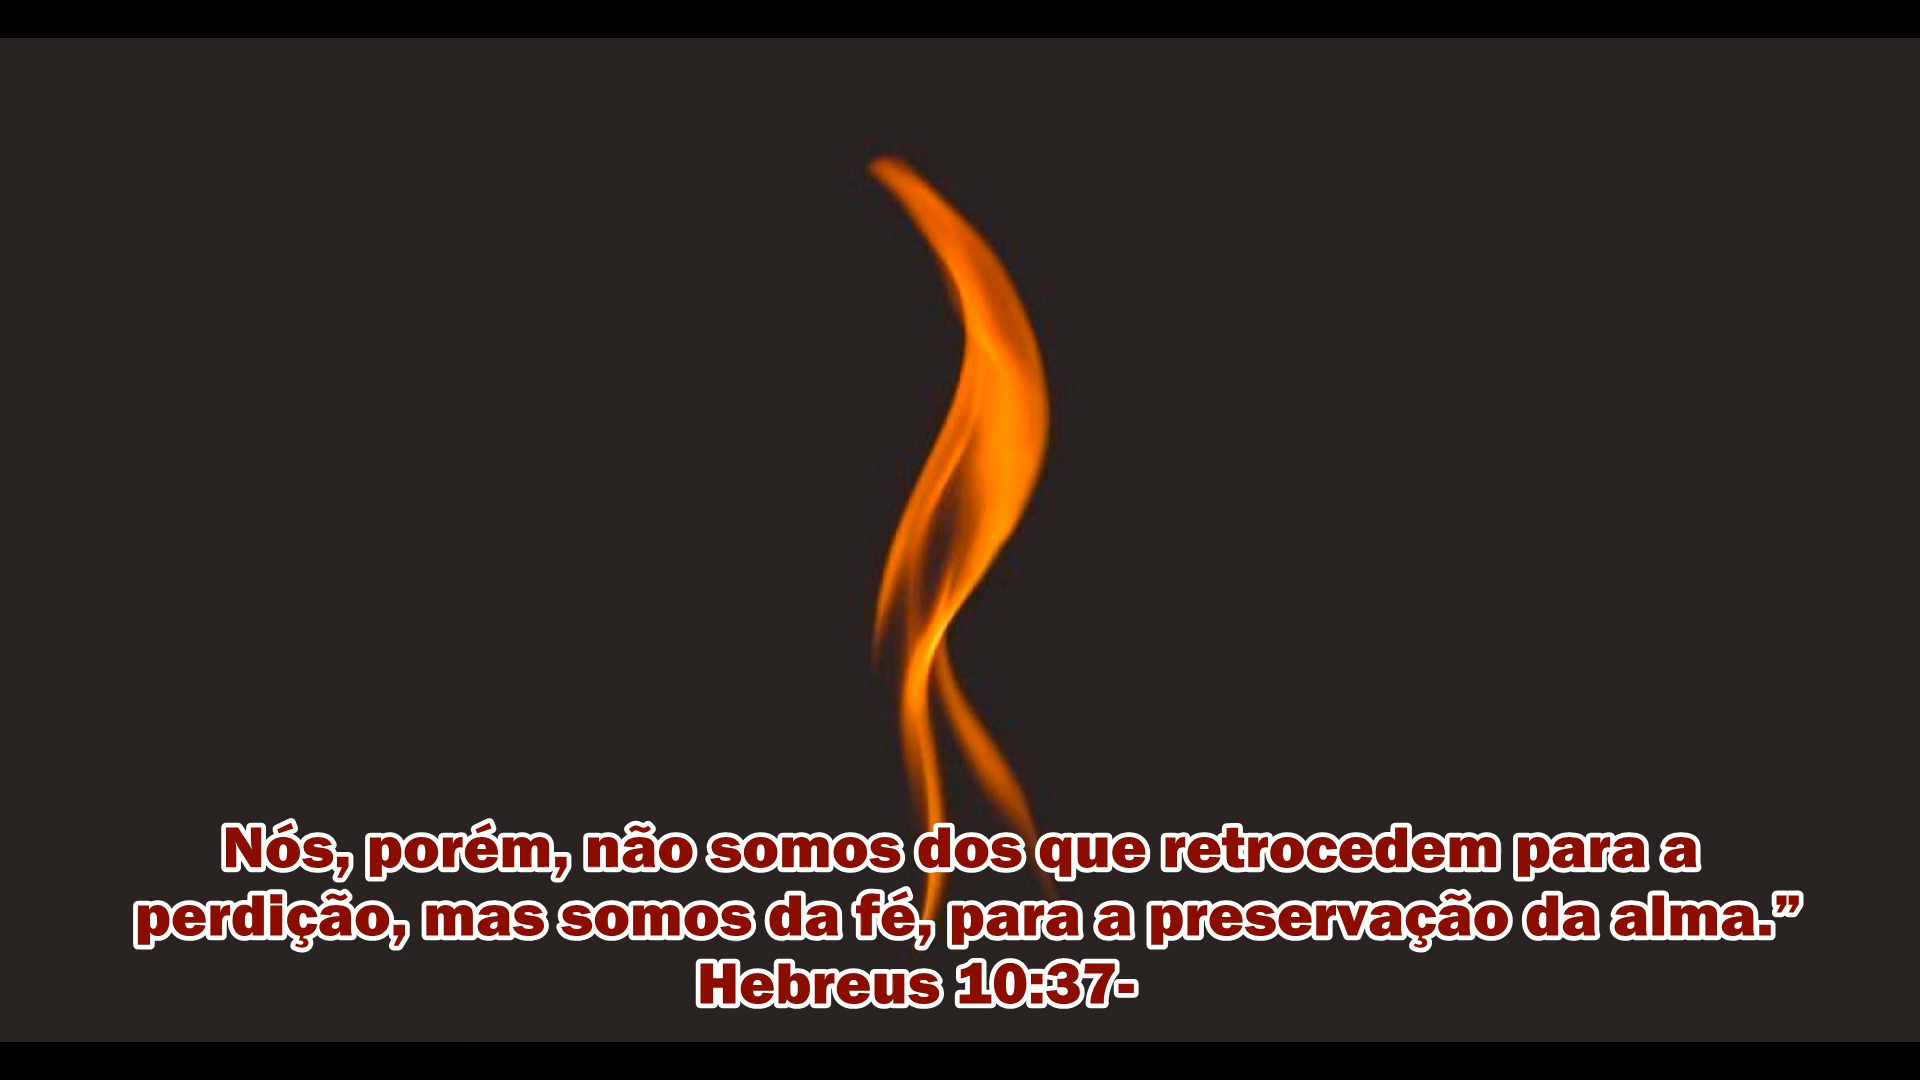 Nós, porém, não somos dos que retrocedem para a
perdição, mas somos da fé, para a preservação da alma.”
Hebreus 10:37-